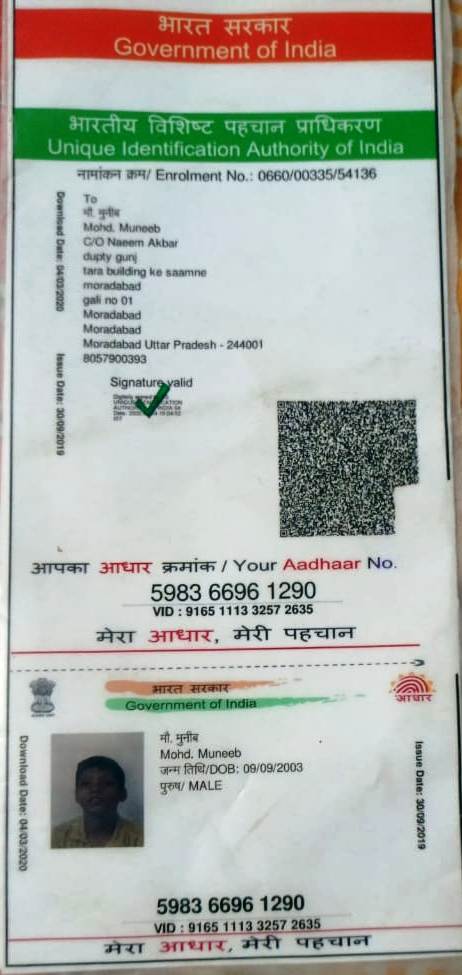 भारत सरकार
Government of India
भारतीय विशिष्ट पहचान प्राधिकरण
Unique Identification Authority of India
नामांकन क्रम/ Enrolment No.: 0660/00335/54136
Download Date: 04/03/2020
Issue Date: 30/09/2019
To
मौ. मुनीब
Mohd. Muneeb
C/O Naeem Akbar
dupty gunj
tara building ke saamne
moradabad
gali no 01
Moradabad
Moradabad
Moradabad Uttar Pradesh - 244001
8057900393
Signature valid
आपका आधार क्रमांक / Your Aadhaar No.
5983 6696 1290
VID : 9165 1113 3257 2635
मेरा आधार, मेरी पहचान
भारत सरकार
Government of India
आधार
Download Date: 04/03/2020
मौ. मुनीब
Mohd. Muneeb
जन्म तिथि/DOB: 09/09/2003
पुरुष/ MALE
Issue Date: 30/09/2019
5983 6696 1290
VID : 9165 1113 3257 2635
मेरा आधार, मेरी पहचान